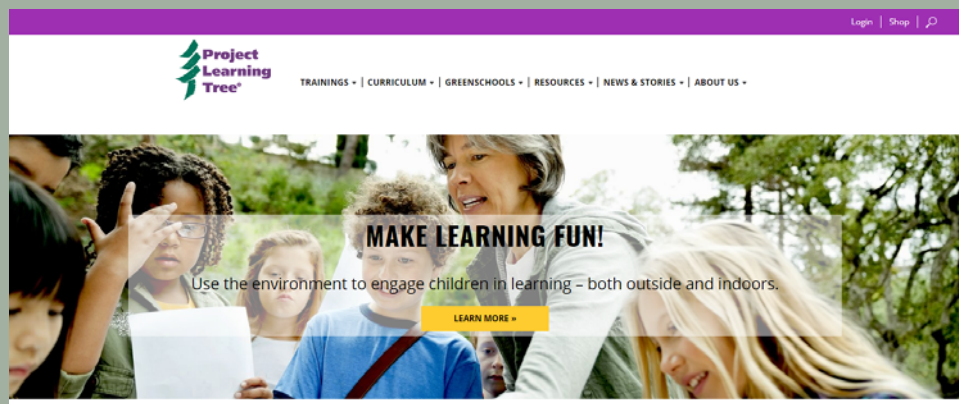 Login | Shop |
Project
Learning
Tree®
TRAININGS | CURRICULUM | GREENSCHOOLS | RESOURCES | NEWS & STORIES | ABOUT US
MAKE LEARNING FUN!
Use the environment to engage children in learning – both outside and indoors.
LEARN MORE »